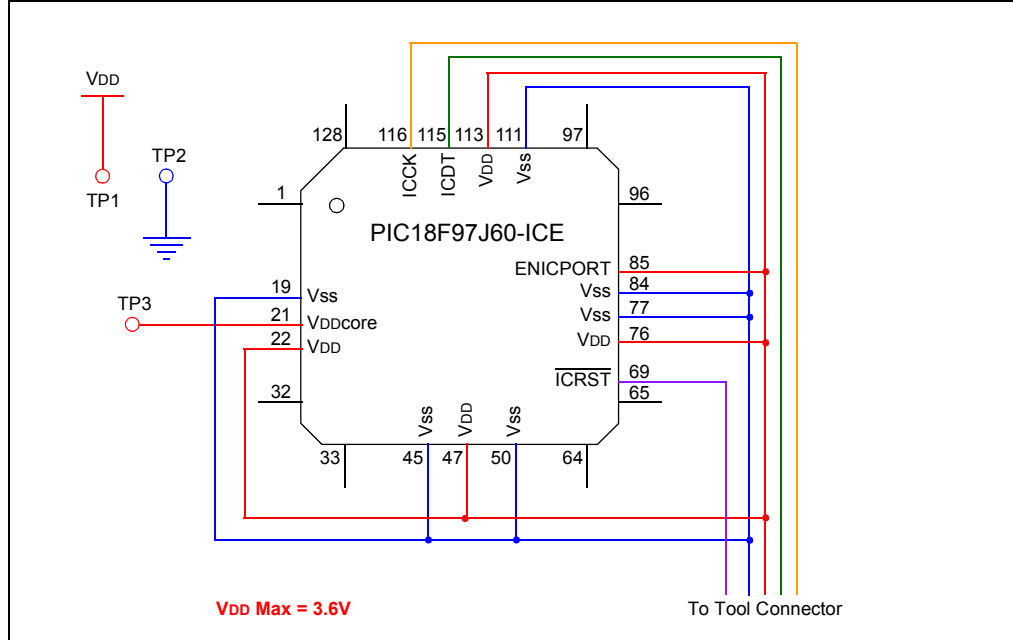 VDD
TP1
TP2
TP3
128
116
115
113
111
97
ICCK
ICDT
VDD
Vss
1
96
PIC18F97J60-ICE
ENICPORT
85
Vss
84
Vss
77
VDD
76
ICRST
69
65
19
Vss
21
VDDcore
22
VDD
32
Vss
VDD
Vss
33
45
47
50
64
VDD Max = 3.6V
To Tool Connector